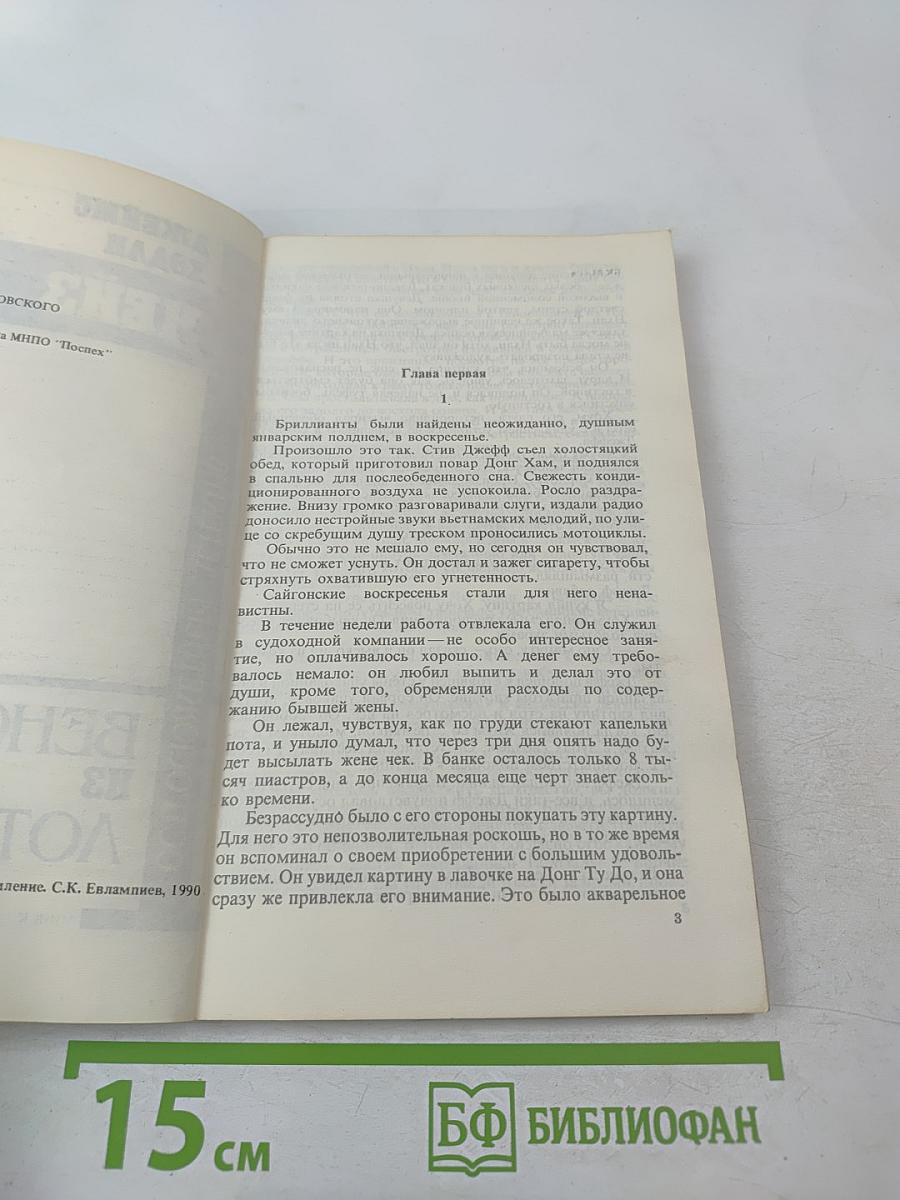 ОВСКОГО
а МНПО "Поспех"
ление. С.К. Евлампиев, 1990
Глава первая
1.
Бриллианты были найдены неожиданно, душным
январским полднем, в воскресенье.
Произошло это так. Стив Джефф съел холостяцкий
обед, который приготовил повар Донг Хам, и поднялся
в спальню для послеобеденного сна. Свежесть конди-
ционированного воздуха не успокоила. Росло раздра-
жение. Внизу громко разговаривали слуги, издали радио
доносило нестройные звуки вьетнамских мелодий, по ули-
це со скребущим душу треском проносились мотоциклы.
Обычно это не мешало ему, но сегодня он чувствовал,
что не сможет уснуть. Он достал и зажег сигарету, чтобы
стряхнуть охватившую его угнетенность.
Сайгонские воскресенья стали для него нена-
вистны.
В течение недели работа отвлекала его. Он служил
в судоходной компании — не особо интересное заня-
тие, но оплачивалось хорошо. А денег ему требо-
валось немало: он любил выпить и делал это от
души, кроме того, обременяли расходы по содер-
жанию бывшей жены.
Он лежал, чувствуя, как по груди стекают капельки
пота, и уныло думал, что через три дня опять надо бу-
дет высылать жене чек. В банке осталось только 8 ты-
сяч пиастров, а до конца месяца еще черт знает сколь-
ко времени.
Безрассудно было с его стороны покупать эту картину.
Для него это непозволительная роскошь, но в то же время
он вспоминал о своем приобретении с большим удоволь-
ствием. Он увидел картину в лавочке на Донг Ту До, и она
сразу же привлекла его внимание. Это было акварельное
3
15 см
БФ БИБЛИОФАН